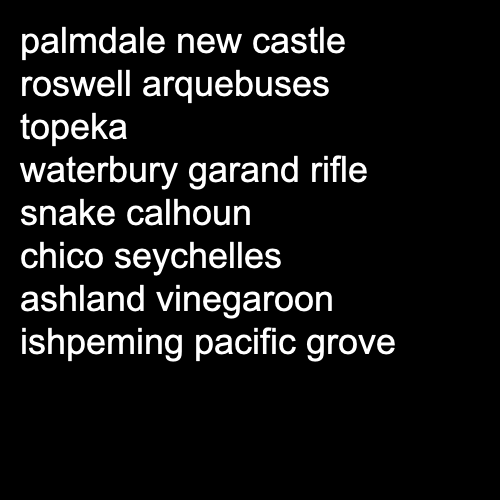 palmdale new castle
roswell arquebuses
topeka
waterbury garand rifle
snake calhoun
chico seychelles
ashland vinegaroon
ishpeming pacific grove